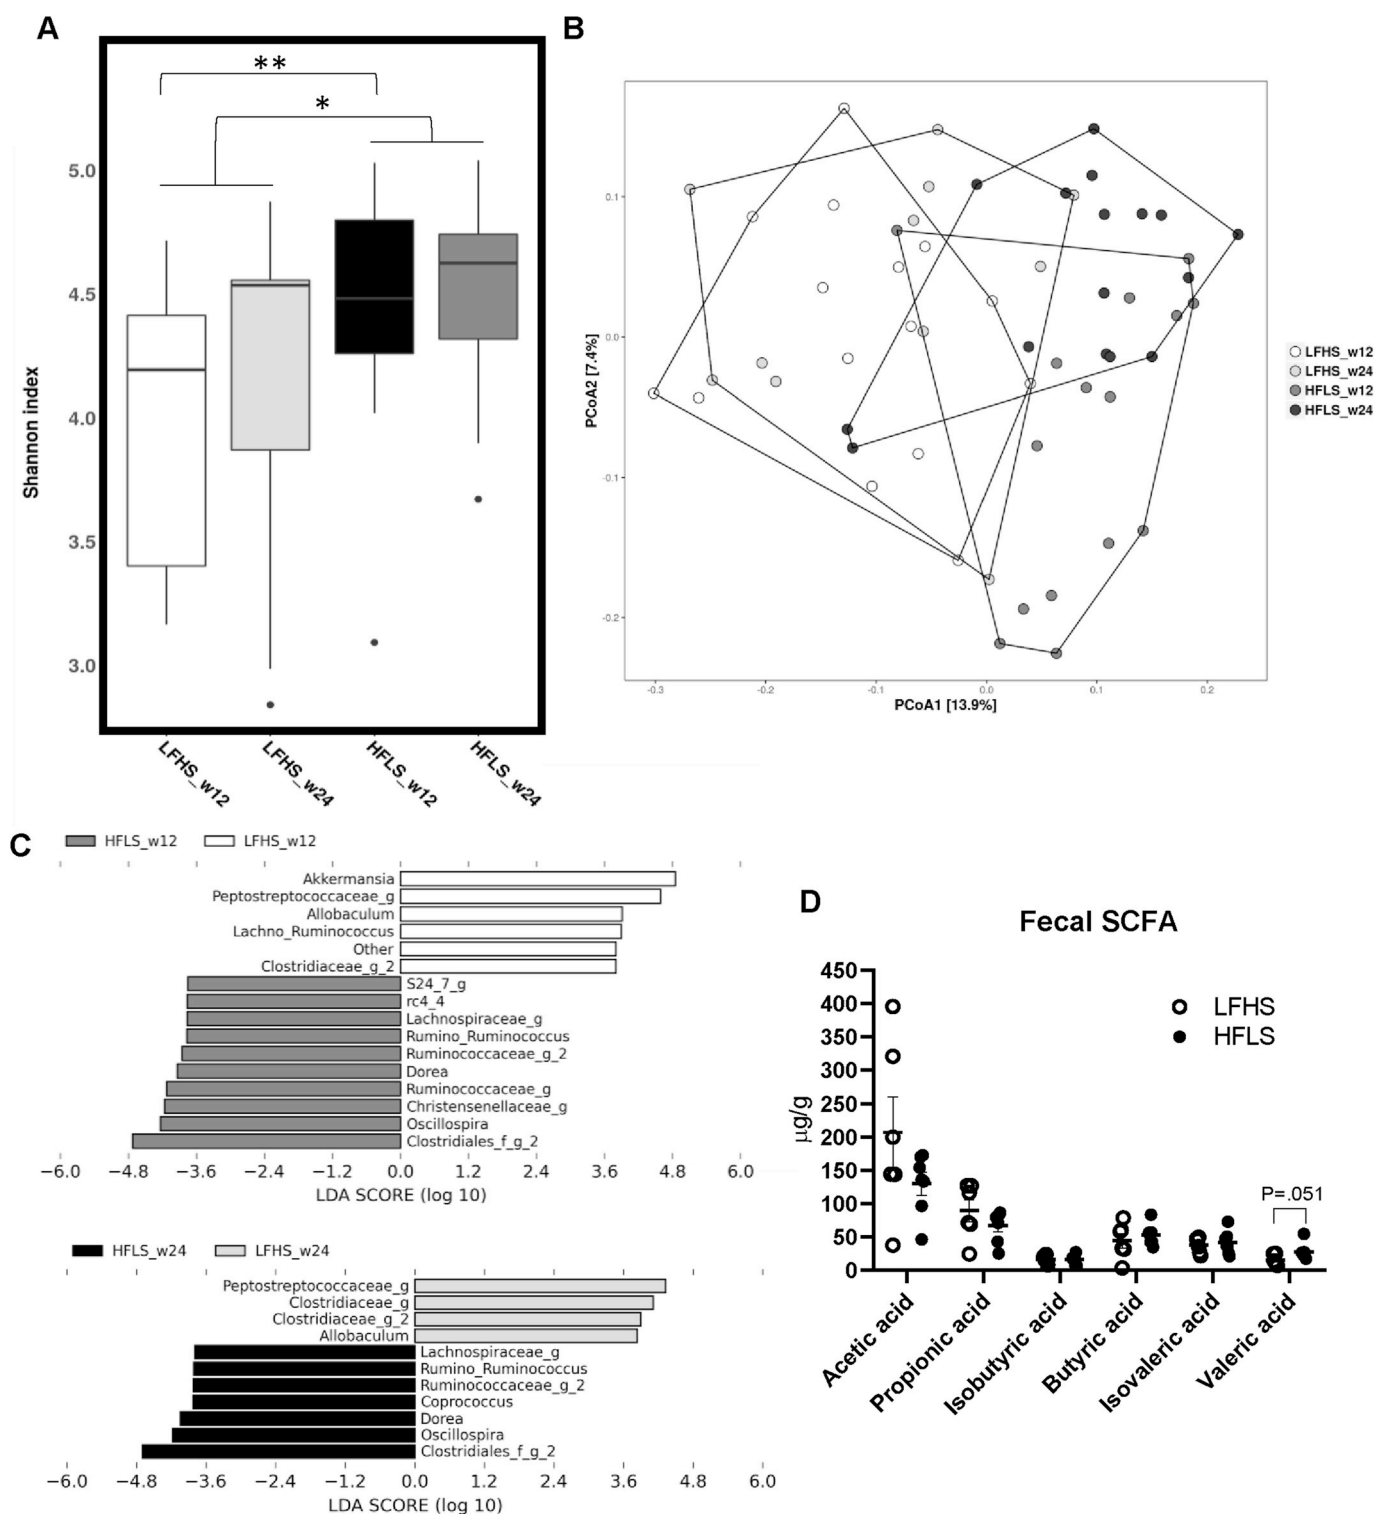 A
**
*
5.0
4.5
4.0
3.5
3.0
Shannon index
LFHS_w12
LFHS_w24
HFLS_w12
HFLS_w24
B
0.1
0.0
-0.1
-0.2
PCoA2 [7.4%]
-0.3
-0.2
-0.1
0.0
0.1
0.2
PCoA1 [13.9%]
LFHS_w12
LFHS_w24
HFLS_w12
HFLS_w24
C
HFLS_w12
LFHS_w12
Akkermansia
Peptostreptococcaceae_g
Allobaculum
Lachno_Ruminococcus
Other
Clostridiaceae_g_2
S24_7_g
rc4_4
Lachnospiraceae_g
Rumino_Ruminococcus
Ruminococcaceae_g_2
Dorea
Ruminococcaceae_g
Christensenellaceae_g
Oscillospira
Clostridiales_f_g_2
−6.0 −4.8 −3.6 −2.4 −1.2 0.0 1.2 2.4 3.6 4.8 6.0
LDA SCORE (log 10)
HFLS_w24
LFHS_w24
Peptostreptococcaceae_g
Clostridiaceae_g
Clostridiaceae_g_2
Allobaculum
Lachnospiraceae_g
Rumino_Ruminococcus
Ruminococcaceae_g_2
Coprococcus
Dorea
Oscillospira
Clostridiales_f_g_2
−6.0 −4.8 −3.6 −2.4 −1.2 0.0 1.2 2.4 3.6 4.8 6.0
LDA SCORE (log 10)
D
Fecal SCFA
450
400
350
300
250
200
150
100
50
0
µg/g
LFHS
HFLS
P=.051
Acetic acid
Propionic acid
Isobutyric acid
Butyric acid
Isovaleric acid
Valeric acid